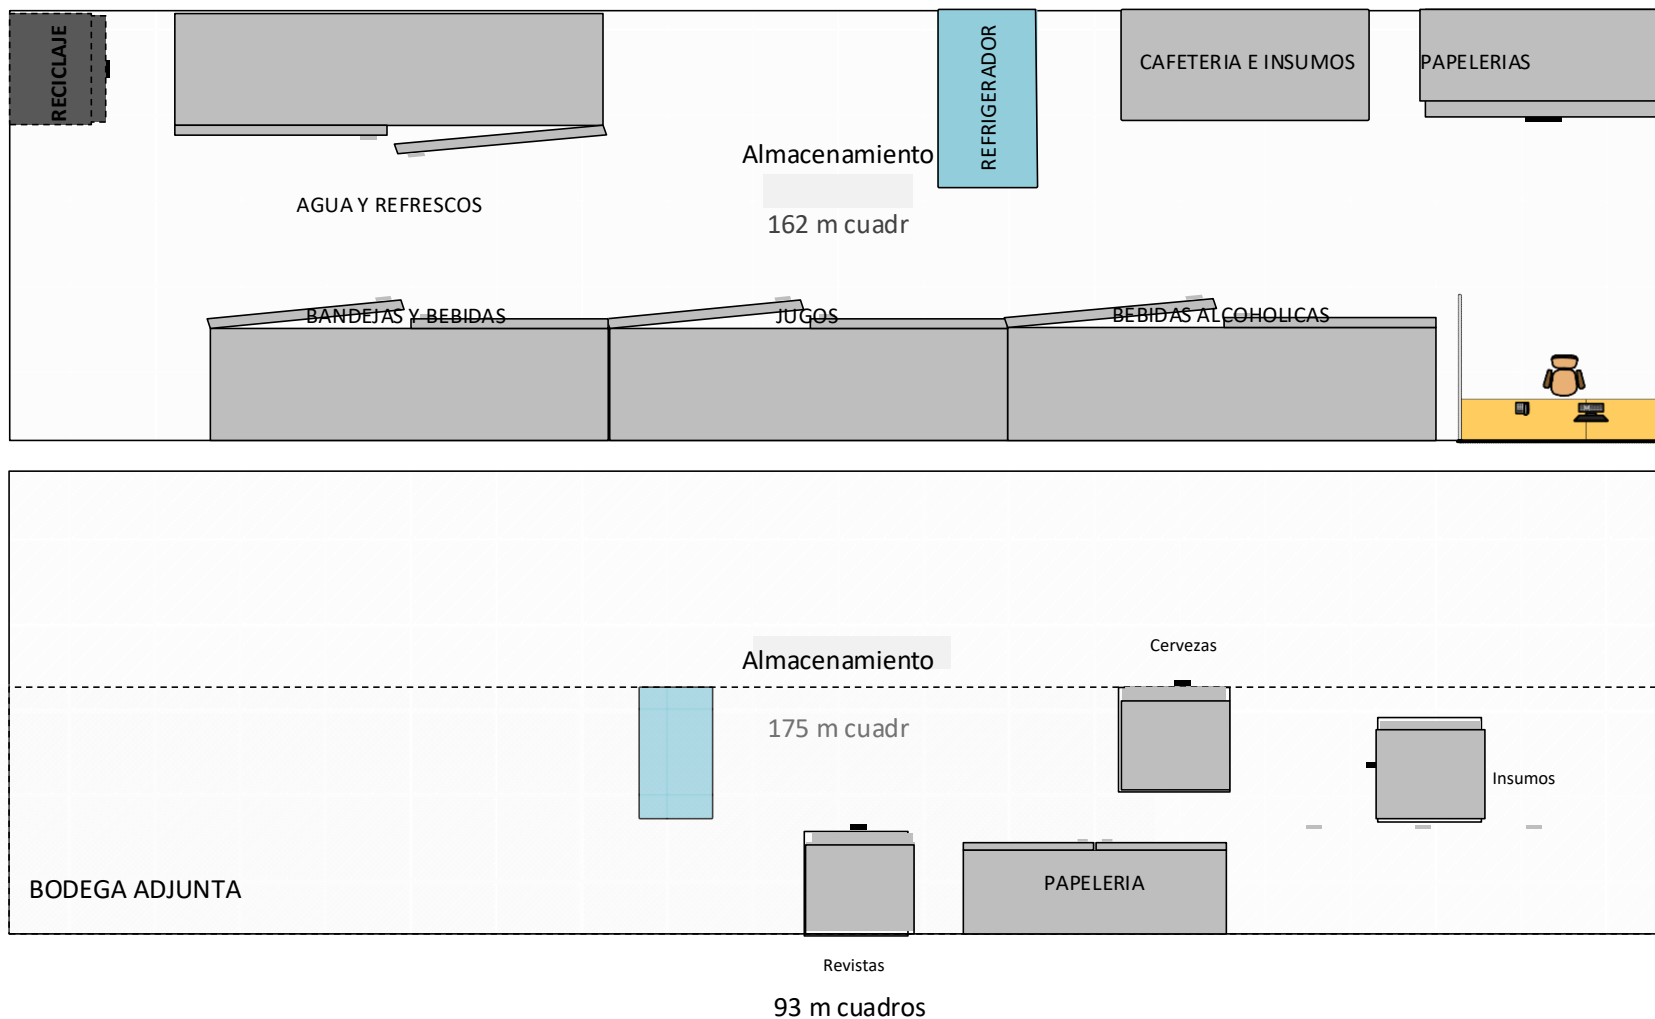 RECICLAJE
REFRIGERADOR
CAFETERIA E INSUMOS
PAPELERIAS
Almacenamiento
AGUA Y REFRESCOS
162 m cuadr
BANDEJAS Y BEBIDAS
JUGOS
BEBIDAS ALCOHOLICAS
Cervezas
Almacenamiento
175 m cuadr
Insumos
BODEGA ADJUNTA
PAPELERIA
Revistas
93 m cuadros